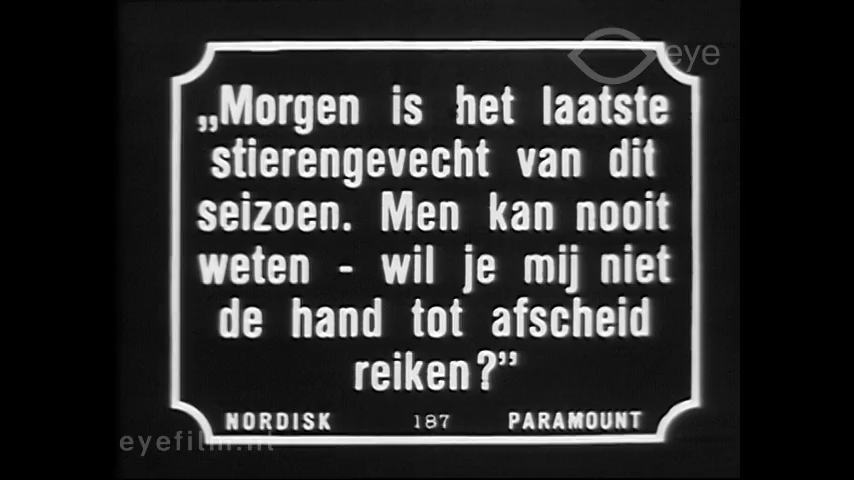 eye
„Morgen is het laatste
stierengevecht van dit
seizoen. Men kan nooit
weten - wil je mij niet
de hand tot afscheid
reiken?”
NORDISK 187 PARAMOUNT
eyefilm.nl